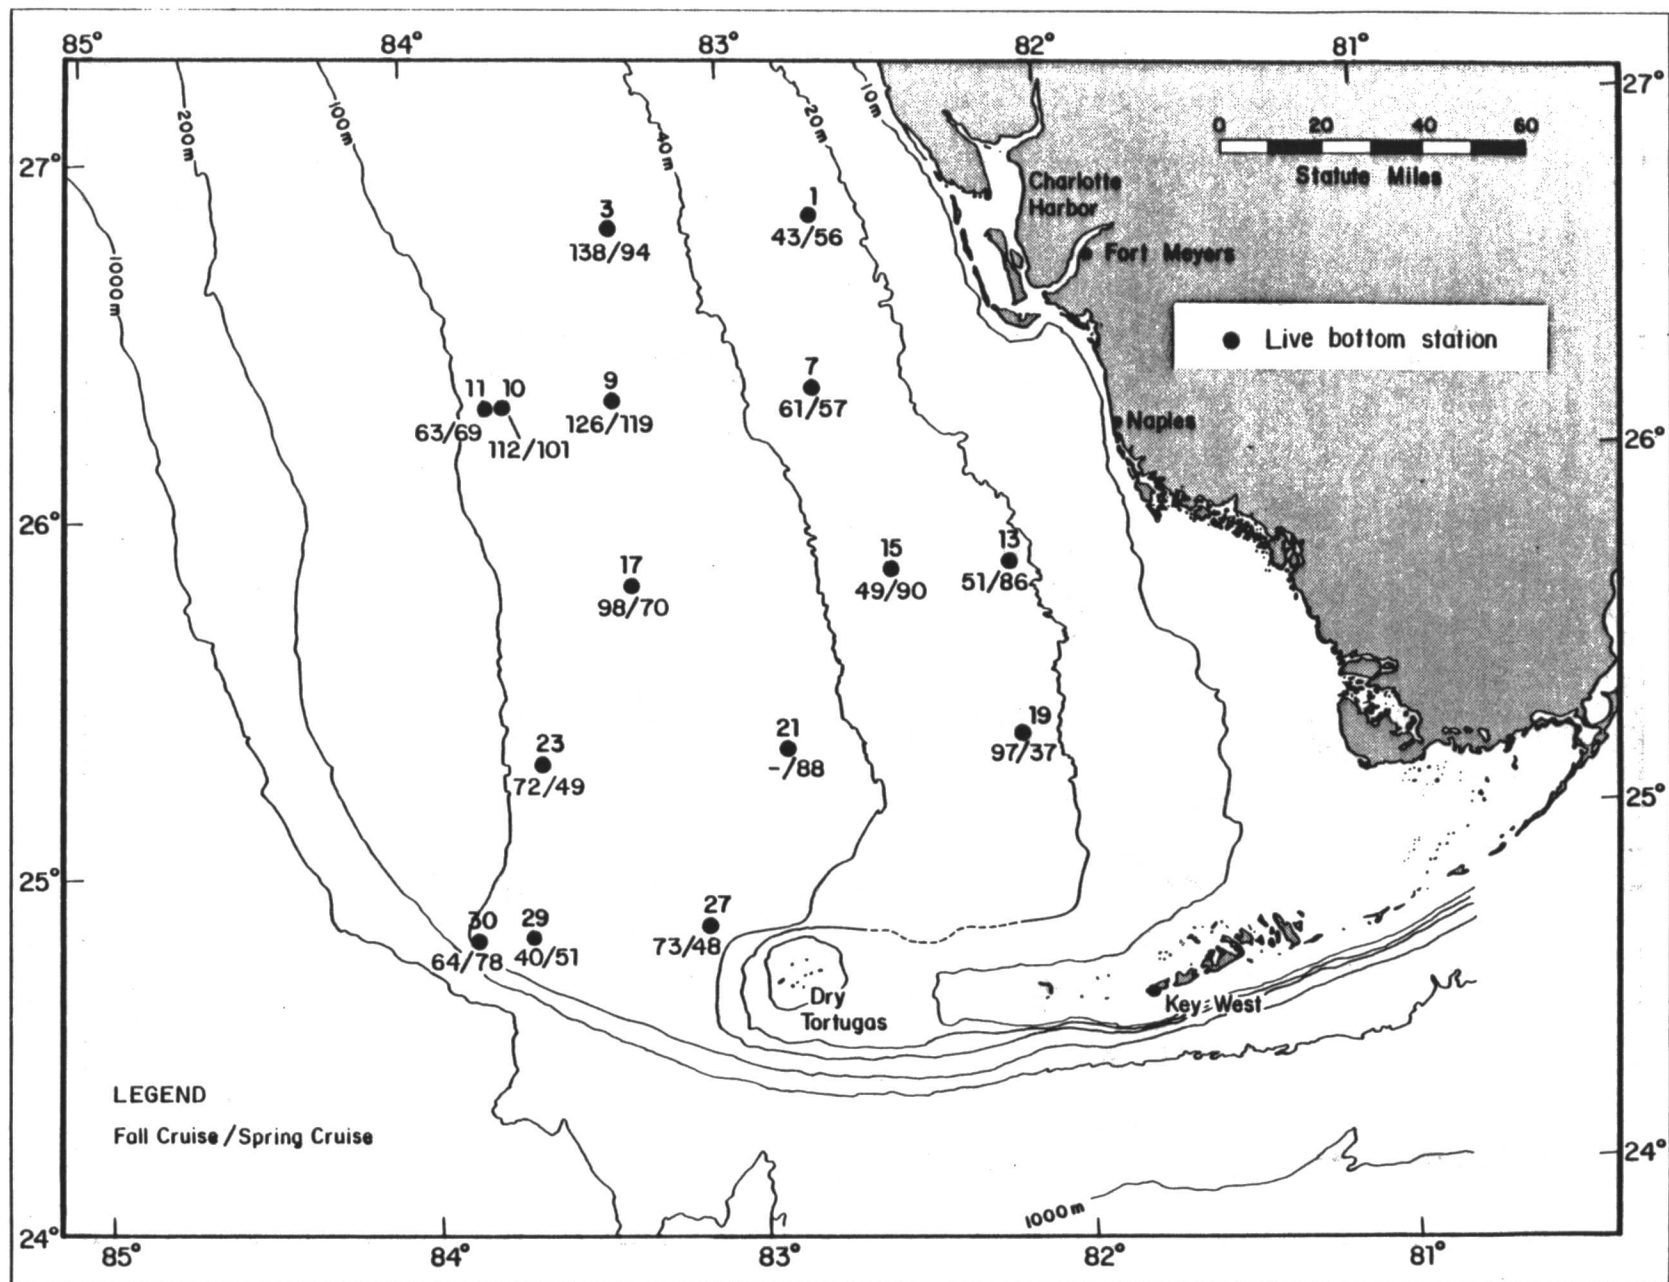 85° 84° 83° 82° 81°
27°
27°
26°
26°
25°
25°
24°
24°
85° 84° 83° 82° 81°
200m
100m
40m
20m
10m
1000m
0 20 40 60
Statute Miles
Charlotte
Harbor
Fort Meyers
Live bottom station
Naples
3
138/94
1
43/56
11 10
63/69
112/101
9
126/119
7
61/57
17
98/70
15
49/90
13
51/86
23
72/49
21
-/88
19
97/37
30
64/78
29
40/51
27
73/48
Dry
Tortugas
Key West
1000m
LEGEND
Fall Cruise/Spring Cruise